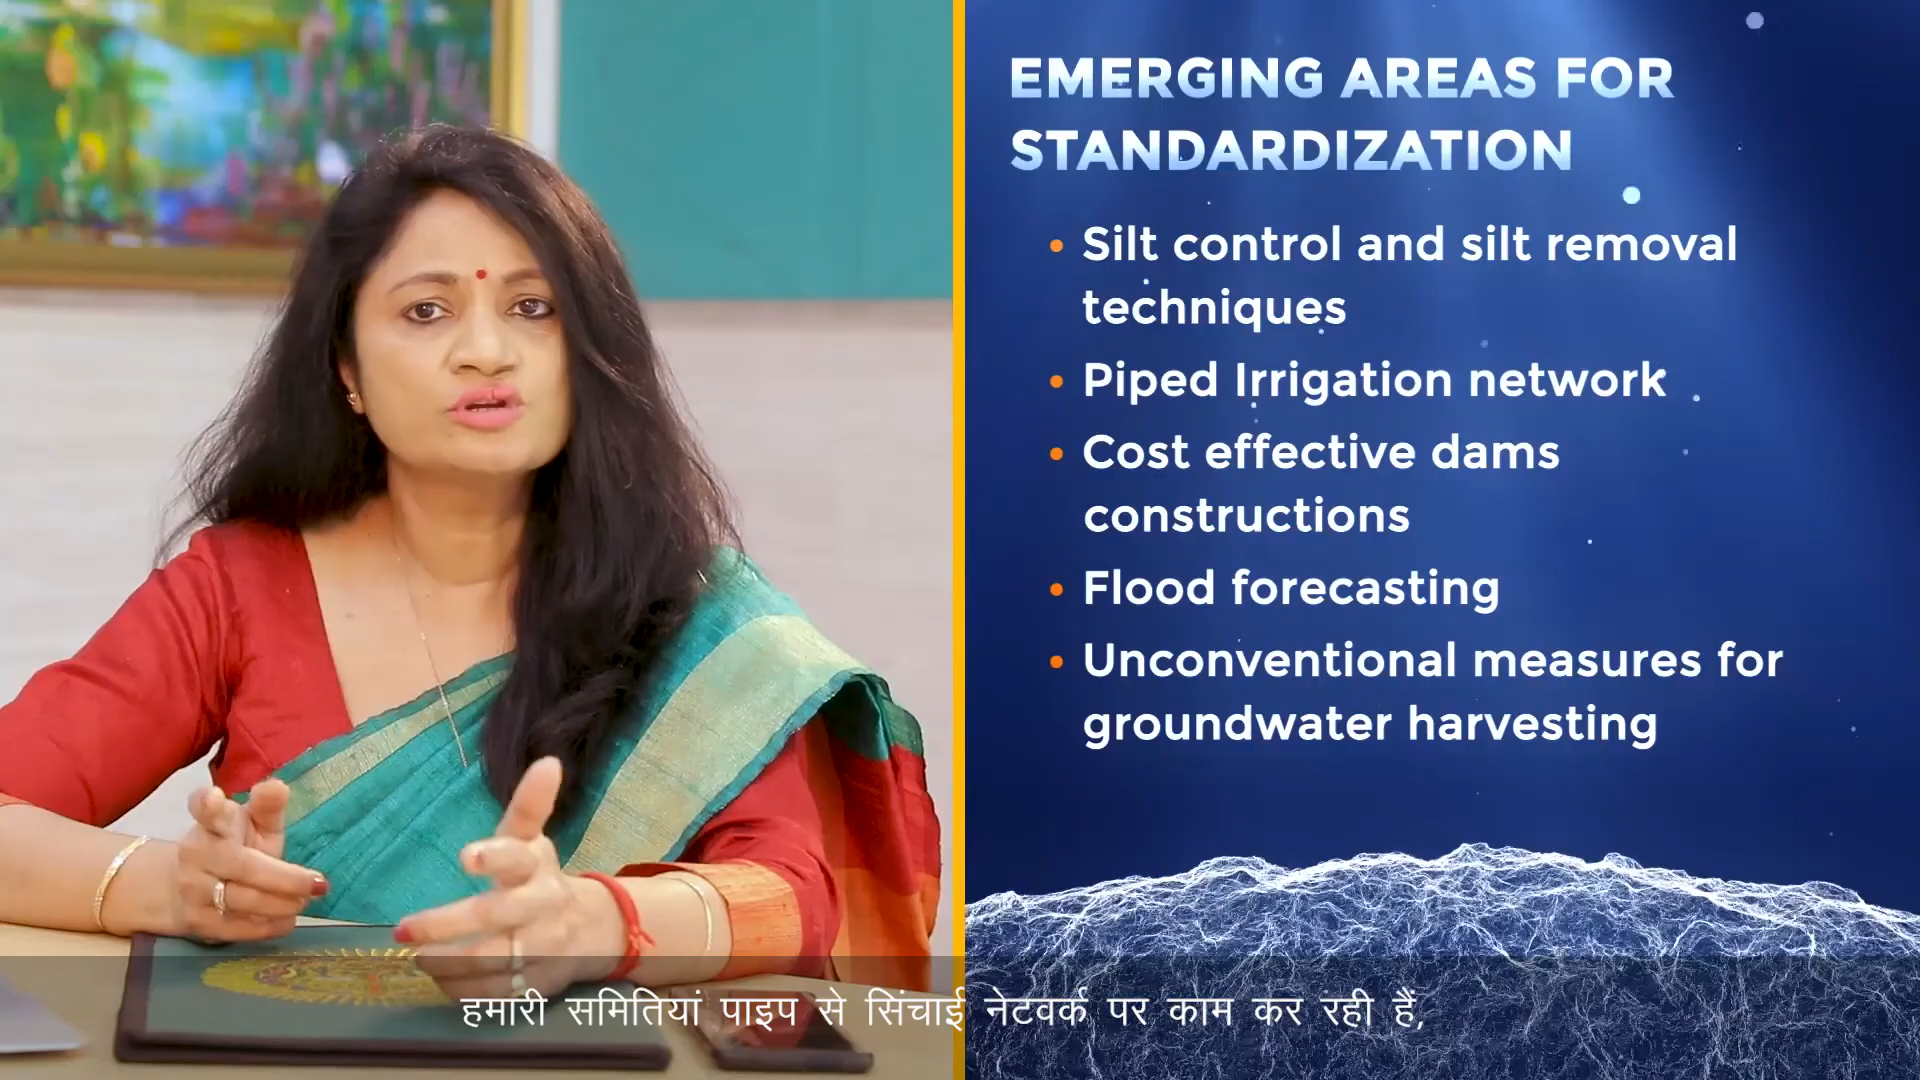 EMERGING AREAS FOR
STANDARDIZATION
• Silt control and silt removal
techniques
• Piped Irrigation network
• Cost effective dams
constructions
• Flood forecasting
• Unconventional measures for
groundwater harvesting
हमारी समितियां पाइप से सिंचाई नेटवर्क पर काम कर रही हैं,